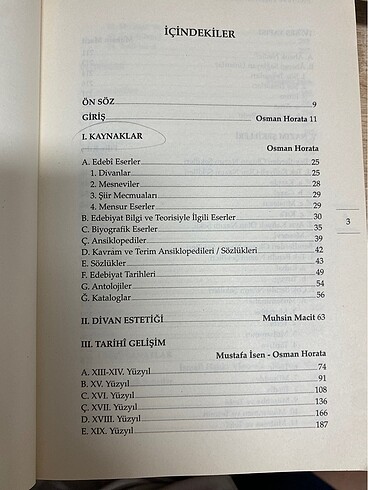 İÇİNDEKİLER
ÖN SÖZ 9
GİRİŞ Osman Horata 11
I. KAYNAKLAR
Osman Horata
A. Edebî Eserler 25
1. Divanlar 25
2. Mesneviler 28
3. Şiir Mecmuaları 29
4. Mensur Eserler 29
B. Edebiyat Bilgi ve Teorisiyle İlgili Eserler 30
C. Biyografik Eserler 35
Ç. Ansiklopediler 39
D. Kavram ve Terim Ansiklopedileri / Sözlükleri 42
E. Sözlükler 43
F. Edebiyat Tarihleri 49
G. Antolojiler 54
Ğ. Kataloglar 56
3
II. DİVAN ESTETİĞİ Muhsin Macit 63
III. TARİHÎ GELİŞİM
Mustafa İsen - Osman Horata
A. XIII-XIV. Yüzyıl 74
B. XV. Yüzyıl 91
C. XVI. Yüzyıl 108
Ç. XVII. Yüzyıl 136
D. XVIII. Yüzyıl 166
E. XIX. Yüzyıl 187